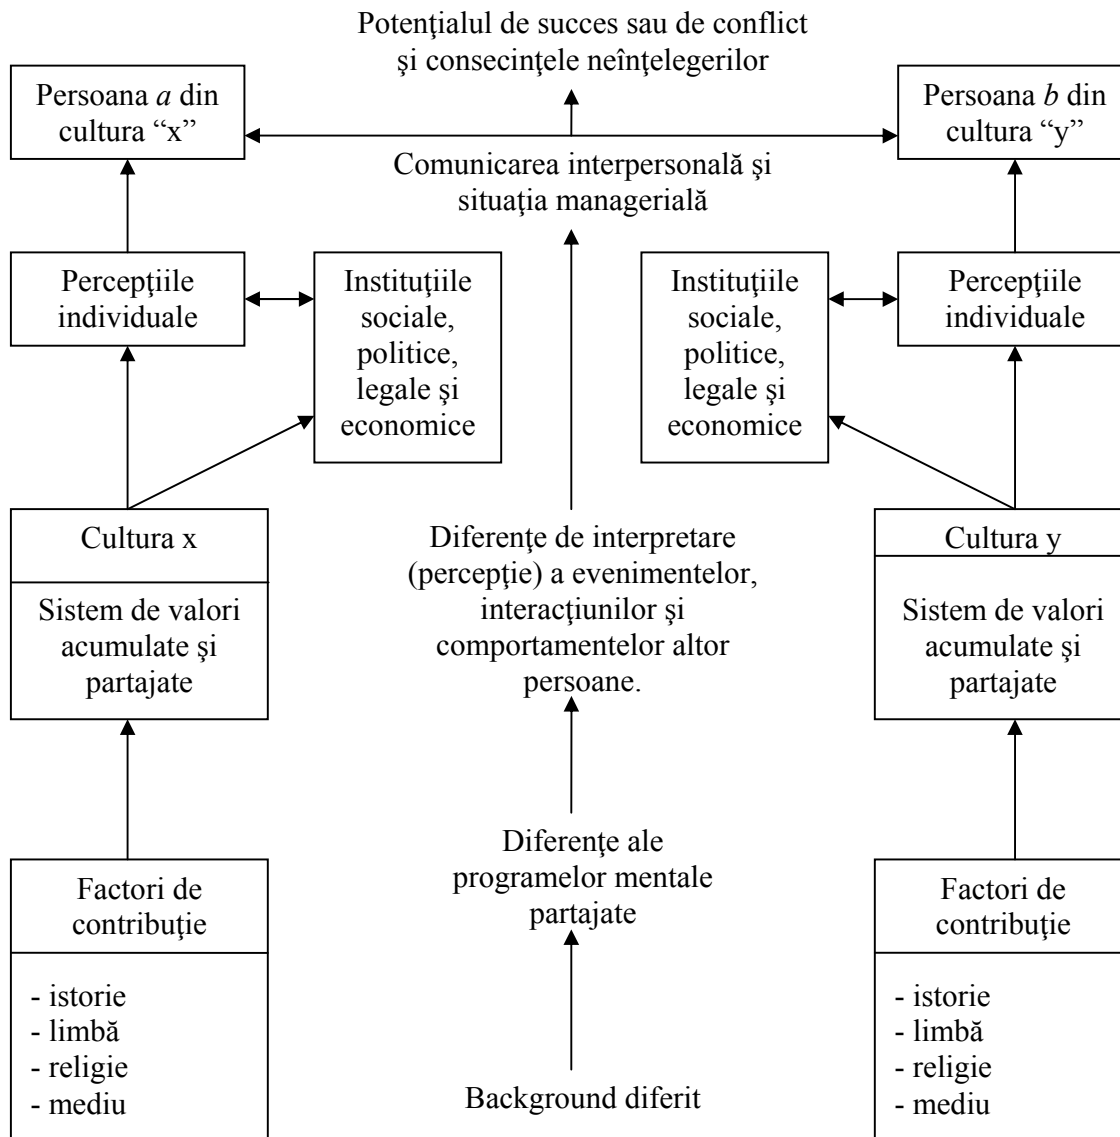 Potenţialul de succes sau de conflict
şi consecinţele neînţelegerilor
Persoana a din
cultura “x”
Persoana b din
cultura “y”
Comunicarea interpersonală şi
situaţia managerială
Percepţiile
individuale
Instituţiile
sociale,
politice,
legale şi
economice
Instituţiile
sociale,
politice,
legale şi
economice
Percepţiile
individuale
Cultura x
Sistem de valori
acumulate şi
partajate
Diferenţe de interpretare
(percepţie) a evenimentelor,
interacţiunilor şi
comportamentelor altor
persoane.
Cultura y
Sistem de valori
acumulate şi
partajate
Diferenţe ale
programelor mentale
partajate
Factori de
contribuţie
- istorie
- limbă
- religie
- mediu
Background diferit
Factori de
contribuţie
- istorie
- limbă
- religie
- mediu